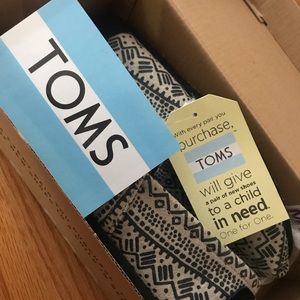 TOMS
With every pair you
purchase,
TOMS
will give
a pair of new shoes
to a child
in need.
One for One.